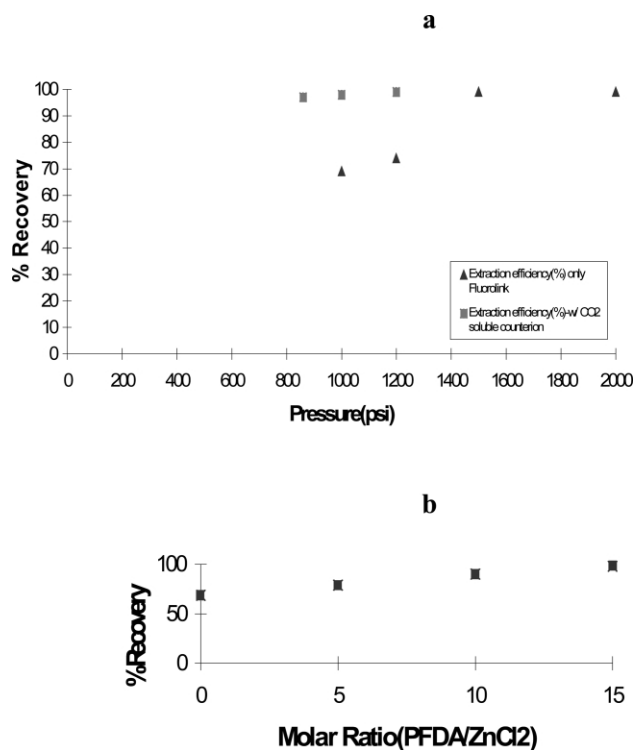 a
100
90
80
70
60
50
40
30
20
10
0
% Recovery
▲ Extraction efficiency(%) only
Fluorolink
■ Extraction efficiency(%)-w/ CO2
soluble counterion
0 200 400 600 800 1000 1200 1400 1600 1800 2000
Pressure(psi)
b
100
50
0
%Recovery
0 5 10 15
Molar Ratio(PFDA/ZnCl2)